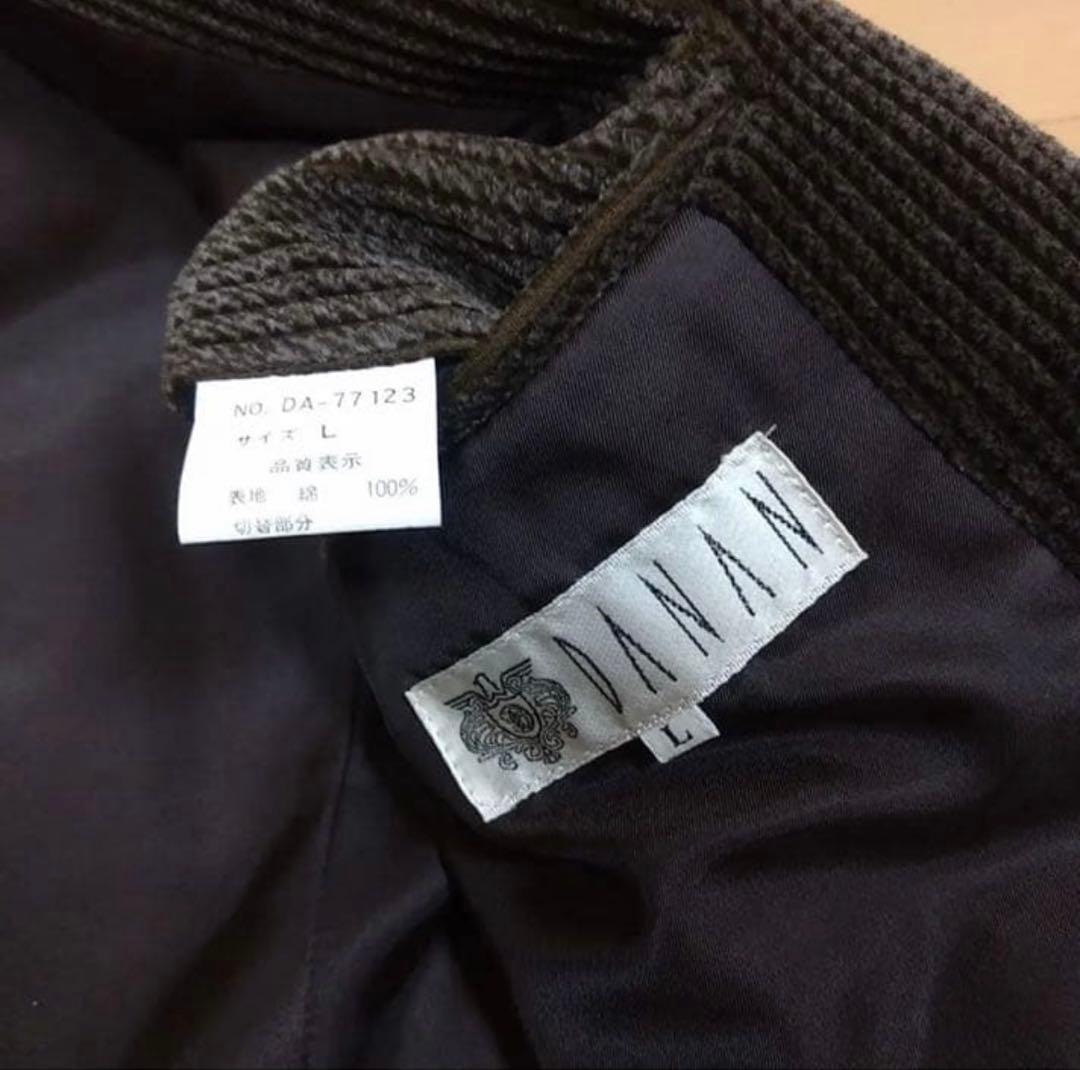 NO. DA-77123
サイズ L
品質表示
表地 綿 100%
切替部分
DANAN
L